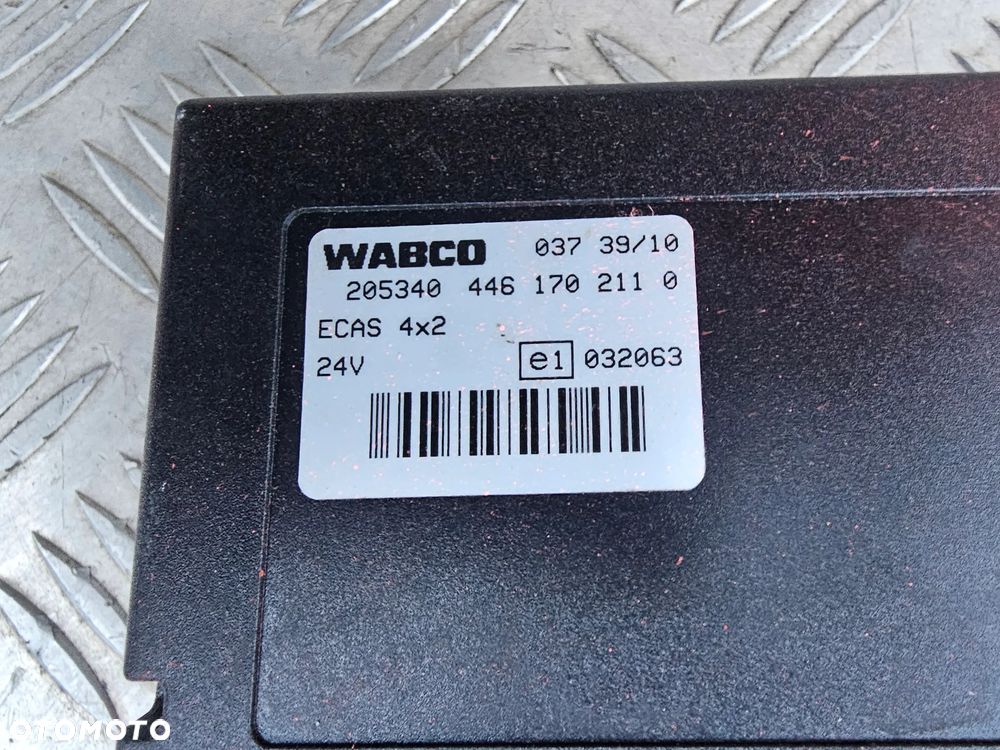 WABCO 037 39/10
205340 446 170 211 0
ECAS 4x2
24V e1 032063
OTOMOTO